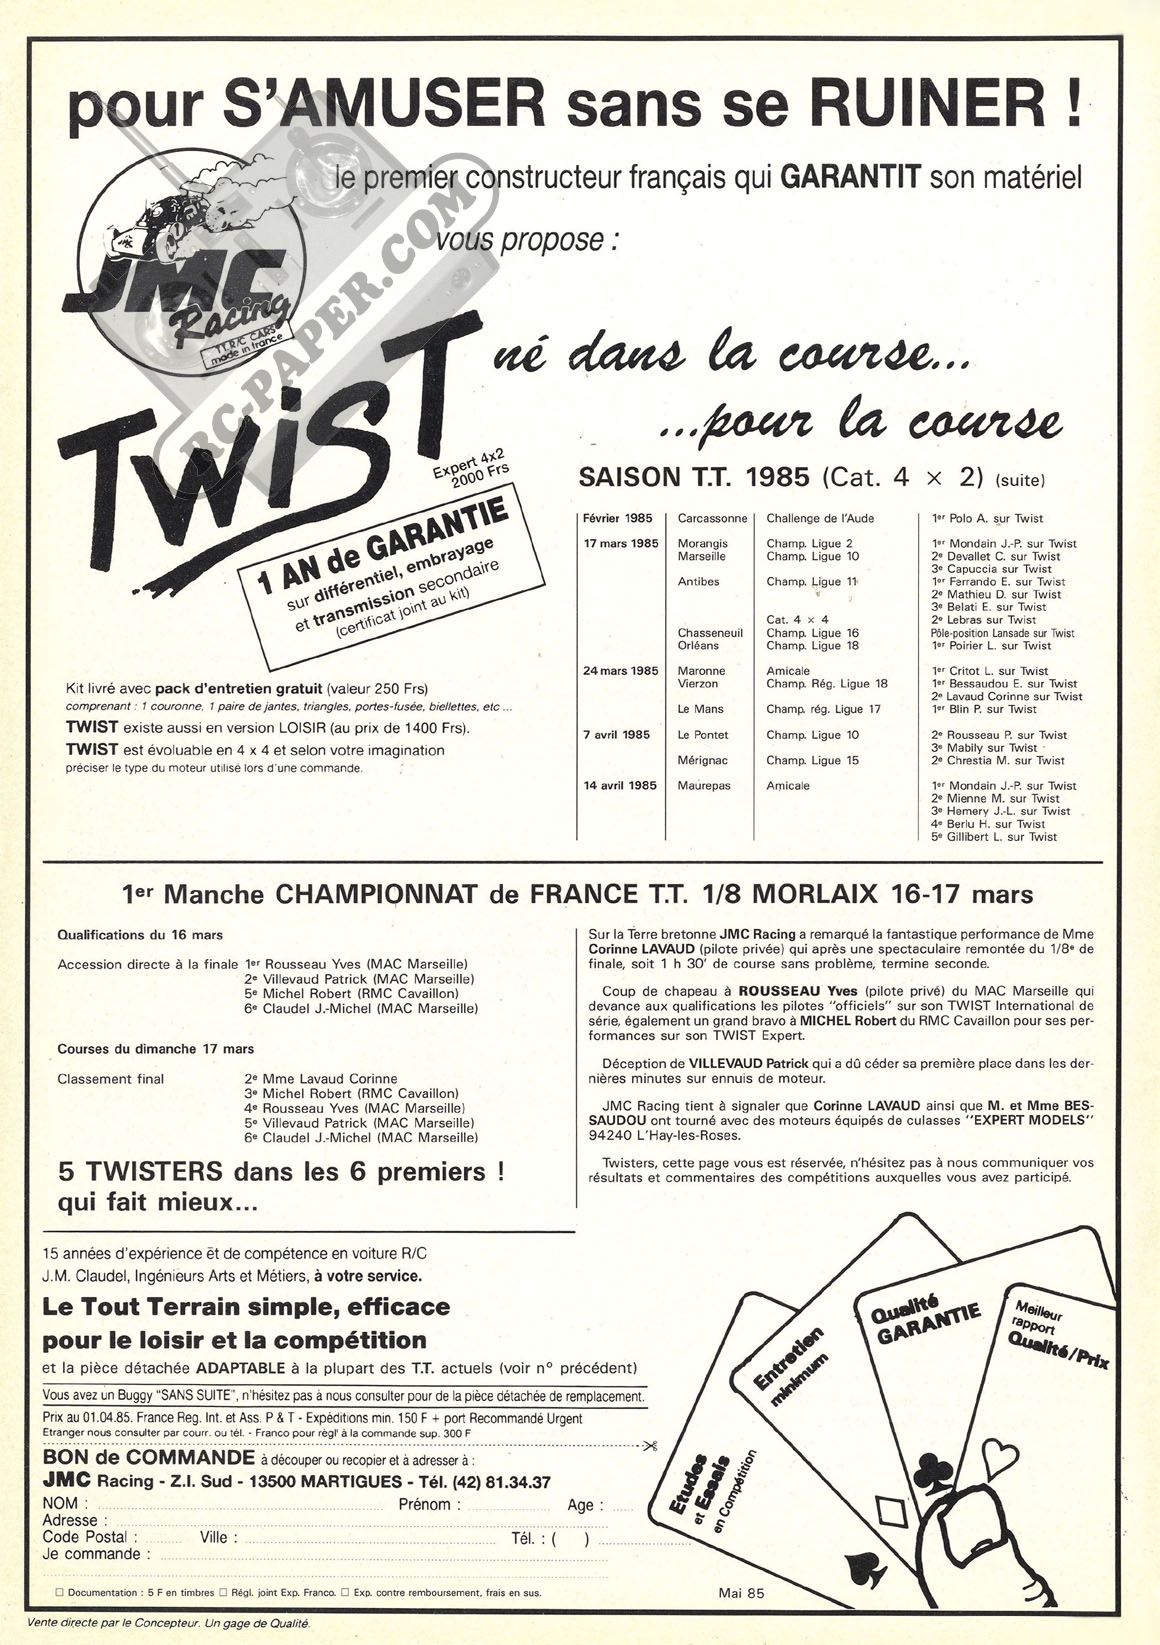 pour S'AMUSER sans se RUINER !
le premier constructeur français qui GARANTIT son matériel
vous propose :
JMC
Racing
T.T. R/C CARS
made in france
RC-PAPER.COM
TWiST
né dans la course...
...pour la course
Expert 4x2
2000 Frs
1 AN de GARANTIE
sur différentiel, embrayage
et transmission secondaire
(certificat joint au kit)
Kit livré avec pack d'entretien gratuit (valeur 250 Frs)
comprenant : 1 couronne, 1 paire de jantes, triangles, portes-fusée, biellettes, etc ...
TWIST existe aussi en version LOISIR (au prix de 1400 Frs).
TWIST est évoluable en 4 x 4 et selon votre imagination
préciser le type du moteur utilisé lors d'une commande.
SAISON T.T. 1985 (Cat. 4 × 2) (suite)
Février 1985 Carcassonne Challenge de l'Aude 1er Polo A. sur Twist
17 mars 1985 Morangis Champ. Ligue 2 1er Mondain J.-P. sur Twist
Marseille Champ. Ligue 10 2e Devallet C. sur Twist
3e Capuccia sur Twist
Antibes Champ. Ligue 11 1er Ferrando E. sur Twist
2e Mathieu D. sur Twist
3e Belati E. sur Twist
Cat. 4 × 4 2e Lebras sur Twist
Chasseneuil Champ. Ligue 16 Pôle-position Lansade sur Twist
Orléans Champ. Ligue 18 1er Poirier L. sur Twist
24 mars 1985 Maronne Amicale 1er Critot L. sur Twist
Vierzon Champ. Rég. Ligue 18 1er Bessaudou E. sur Twist
2e Lavaud Corinne sur Twist
Le Mans Champ. rég. Ligue 17 1er Blin P. sur Twist
7 avril 1985 Le Pontet Champ. Ligue 10 2e Rousseau P. sur Twist
3e Mabily sur Twist
Mérignac Champ. Ligue 15 2e Chrestia M. sur Twist
14 avril 1985 Maurepas Amicale 1er Mondain J.-P. sur Twist
2e Mienne M. sur Twist
3e Hemery J.-L. sur Twist
4e Berlu H. sur Twist
5e Gillibert L. sur Twist
1er Manche CHAMPIONNAT de FRANCE T.T. 1/8 MORLAIX 16-17 mars
Qualifications du 16 mars
Accession directe à la finale 1er Rousseau Yves (MAC Marseille)
2e Villevaud Patrick (MAC Marseille)
5e Michel Robert (RMC Cavaillon)
6e Claudel J.-Michel (MAC Marseille)
Courses du dimanche 17 mars
Classement final 2e Mme Lavaud Corinne
3e Michel Robert (RMC Cavaillon)
4e Rousseau Yves (MAC Marseille)
5e Villevaud Patrick (MAC Marseille)
6e Claudel J.-Michel (MAC Marseille)
5 TWISTERS dans les 6 premiers !
qui fait mieux...
Sur la Terre bretonne JMC Racing a remarqué la fantastique performance de Mme
Corinne LAVAUD (pilote privée) qui après une spectaculaire remontée du 1/8e de
finale, soit 1 h 30' de course sans problème, termine seconde.
Coup de chapeau à ROUSSEAU Yves (pilote privé) du MAC Marseille qui
devance aux qualifications les pilotes "officiels" sur son TWIST International de
série, également un grand bravo à MICHEL Robert du RMC Cavaillon pour ses per-
formances sur son TWIST Expert.
Déception de VILLEVAUD Patrick qui a dû céder sa première place dans les der-
nières minutes sur ennuis de moteur.
JMC Racing tient à signaler que Corinne LAVAUD ainsi que M. et Mme BES-
SAUDOU ont tourné avec des moteurs équipés de culasses "EXPERT MODELS"
94240 L'Hay-les-Roses.
Twisters, cette page vous est réservée, n'hésitez pas à nous communiquer vos
résultats et commentaires des compétitions auxquelles vous avez participé.
15 années d'expérience et de compétence en voiture R/C
J.M. Claudel, Ingénieurs Arts et Métiers, à votre service.
Le Tout Terrain simple, efficace
pour le loisir et la compétition
et la pièce détachée ADAPTABLE à la plupart des T.T. actuels (voir n° précédent)
Vous avez un Buggy "SANS SUITE", n'hésitez pas à nous consulter pour de la pièce détachée de remplacement.
Prix au 01.04.85. France Reg. Int. et Ass. P & T - Expéditions min. 150 F + port Recommandé Urgent
Etranger nous consulter par courr. ou tél. - Franco pour règl' à la commande sup. 300 F
BON de COMMANDE à découper ou recopier et à adresser à :
JMC Racing - Z.I. Sud - 13500 MARTIGUES - Tél. (42) 81.34.37
NOM : Prénom : Age :
Adresse :
Code Postal : Ville : Tél. : ( )
Je commande :
□ Documentation : 5 F en timbres □ Régl. joint Exp. Franco. □ Exp. contre remboursement, frais en sus.
Mai 85
Etudes
et Essais
en Compétition
Entretien
minimum
Qualité
GARANTIE
Meilleur
rapport
Qualité/Prix
Vente directe par le Concepteur. Un gage de Qualité.